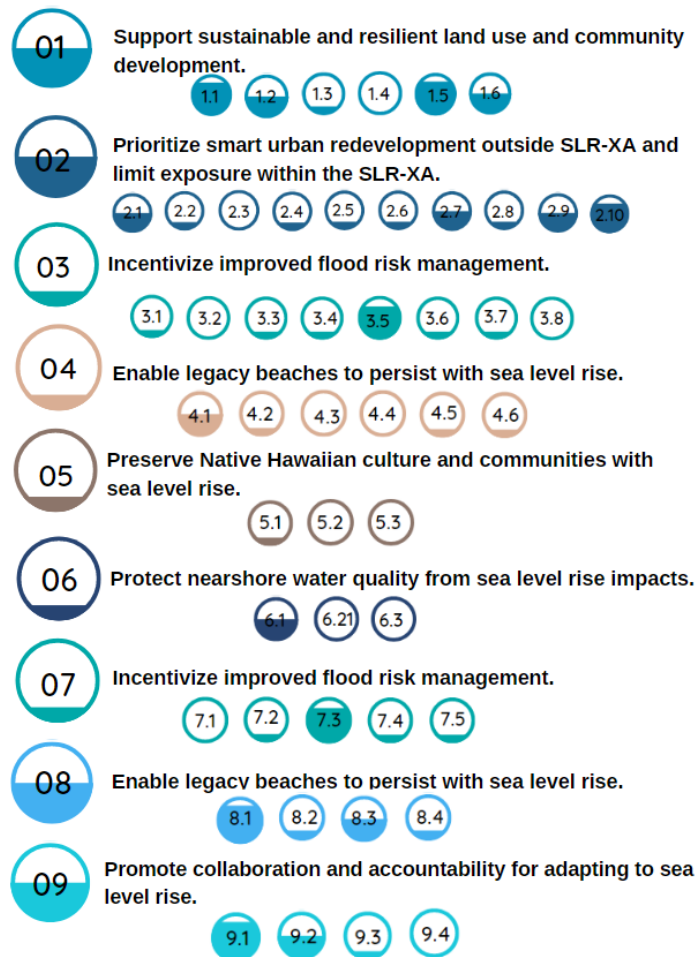 01
Support sustainable and resilient land use and community
development.
1.1 1.2 1.3 1.4 1.5 1.6
02
Prioritize smart urban redevelopment outside SLR-XA and
limit exposure within the SLR-XA.
2.1 2.2 2.3 2.4 2.5 2.6 2.7 2.8 2.9 2.10
03
Incentivize improved flood risk management.
3.1 3.2 3.3 3.4 3.5 3.6 3.7 3.8
04
Enable legacy beaches to persist with sea level rise.
4.1 4.2 4.3 4.4 4.5 4.6
05
Preserve Native Hawaiian culture and communities with
sea level rise.
5.1 5.2 5.3
06
Protect nearshore water quality from sea level rise impacts.
6.1 6.21 6.3
07
Incentivize improved flood risk management.
7.1 7.2 7.3 7.4 7.5
08
Enable legacy beaches to persist with sea level rise.
8.1 8.2 8.3 8.4
09
Promote collaboration and accountability for adapting to sea
level rise.
9.1 9.2 9.3 9.4